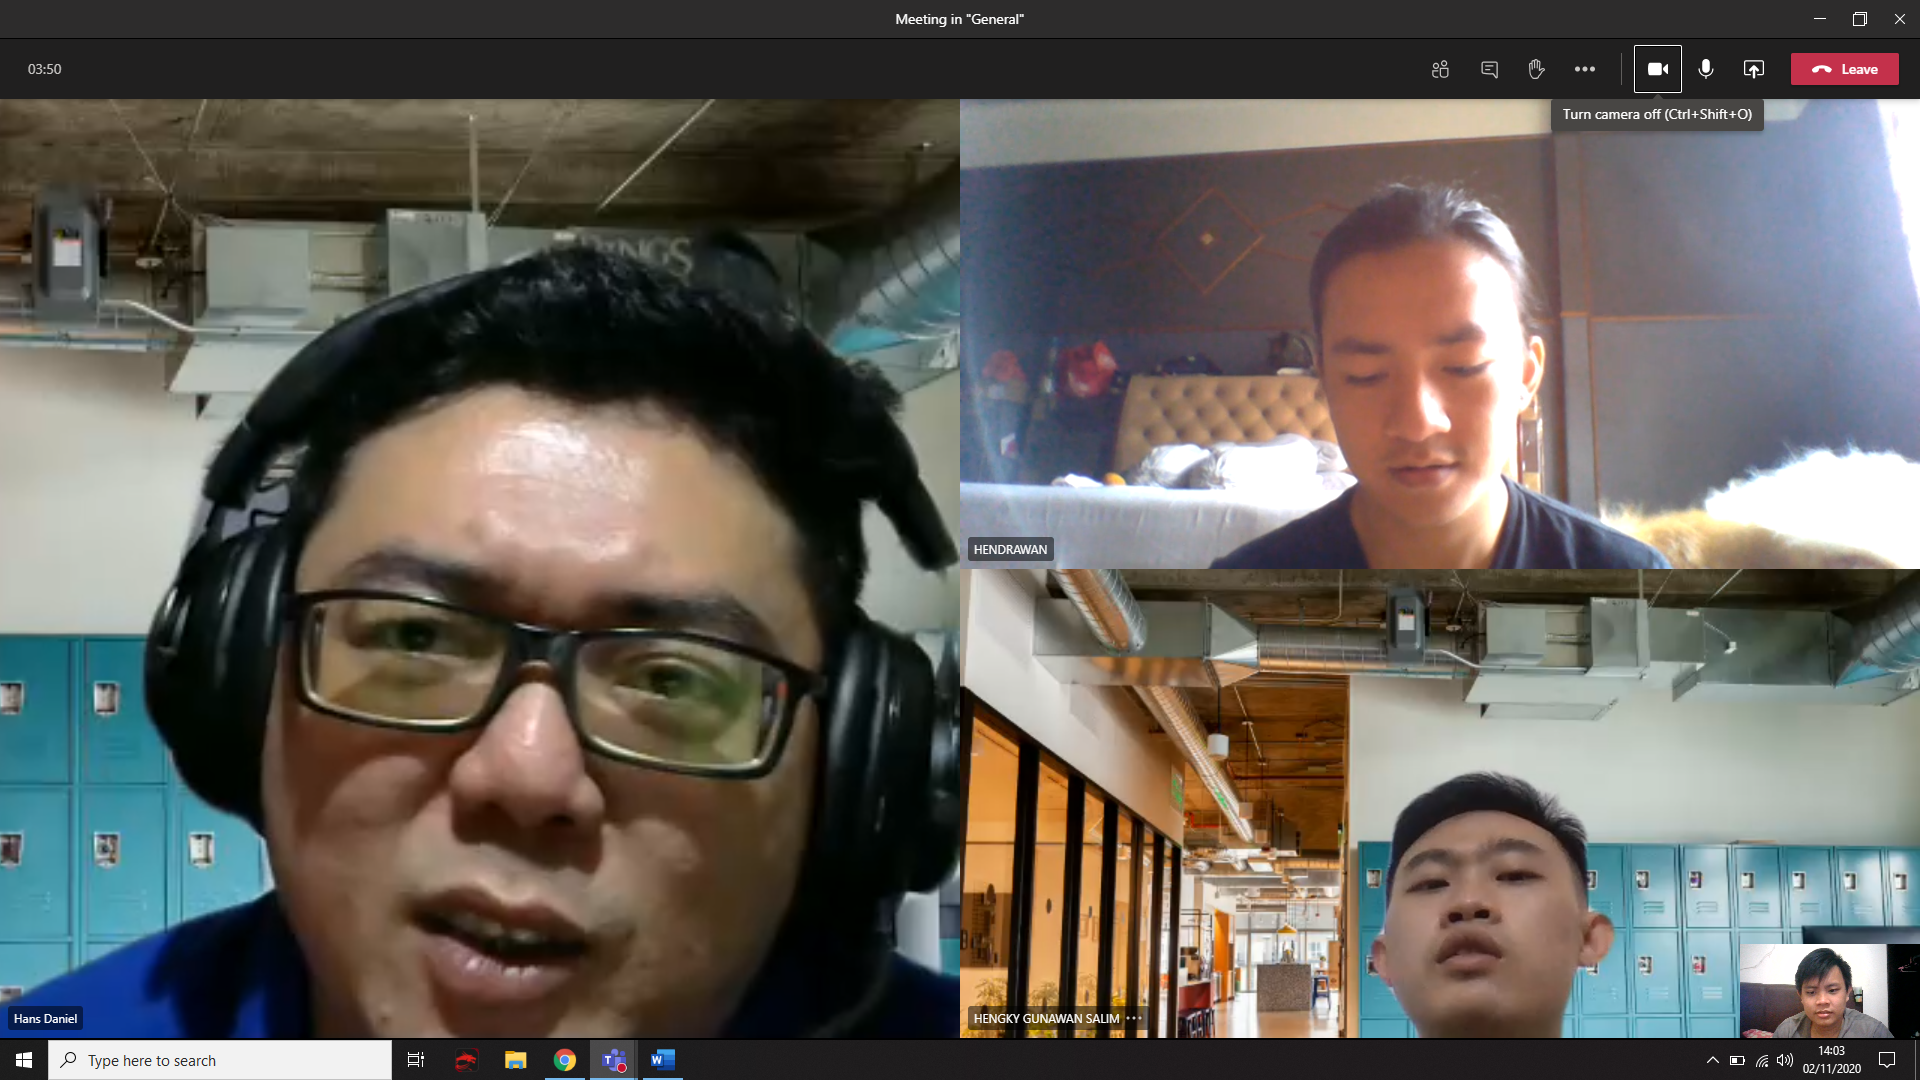 Meeting in "General"
03:50
Leave
Turn camera off (Ctrl+Shift+O)
HENDRAWAN
Hans Daniel
HENGKY GUNAWAN SALIM
Type here to search
14:03
02/11/2020